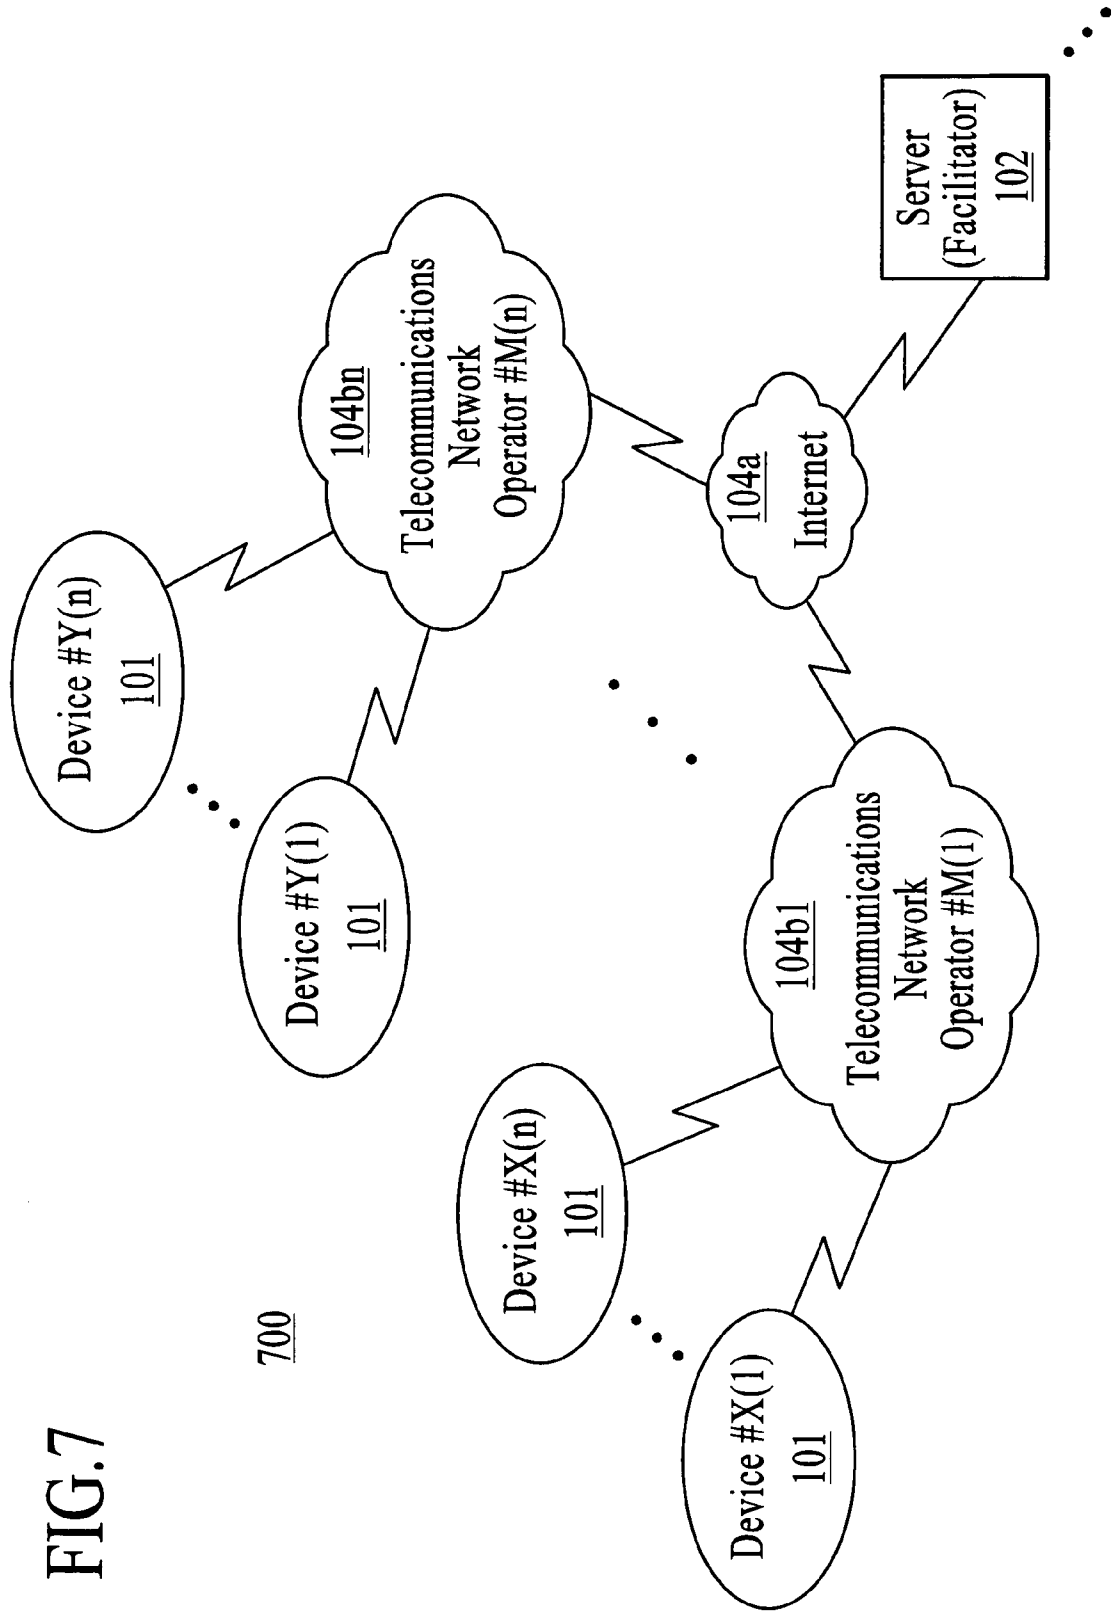 FIG.7
700
Device #X(1)
101
Device #X(n)
101
Device #Y(1)
101
Device #Y(n)
101
104b1
Telecommunications
Network
Operator #M(1)
104bn
Telecommunications
Network
Operator #M(n)
104a
Internet
Server
(Facilitator)
102